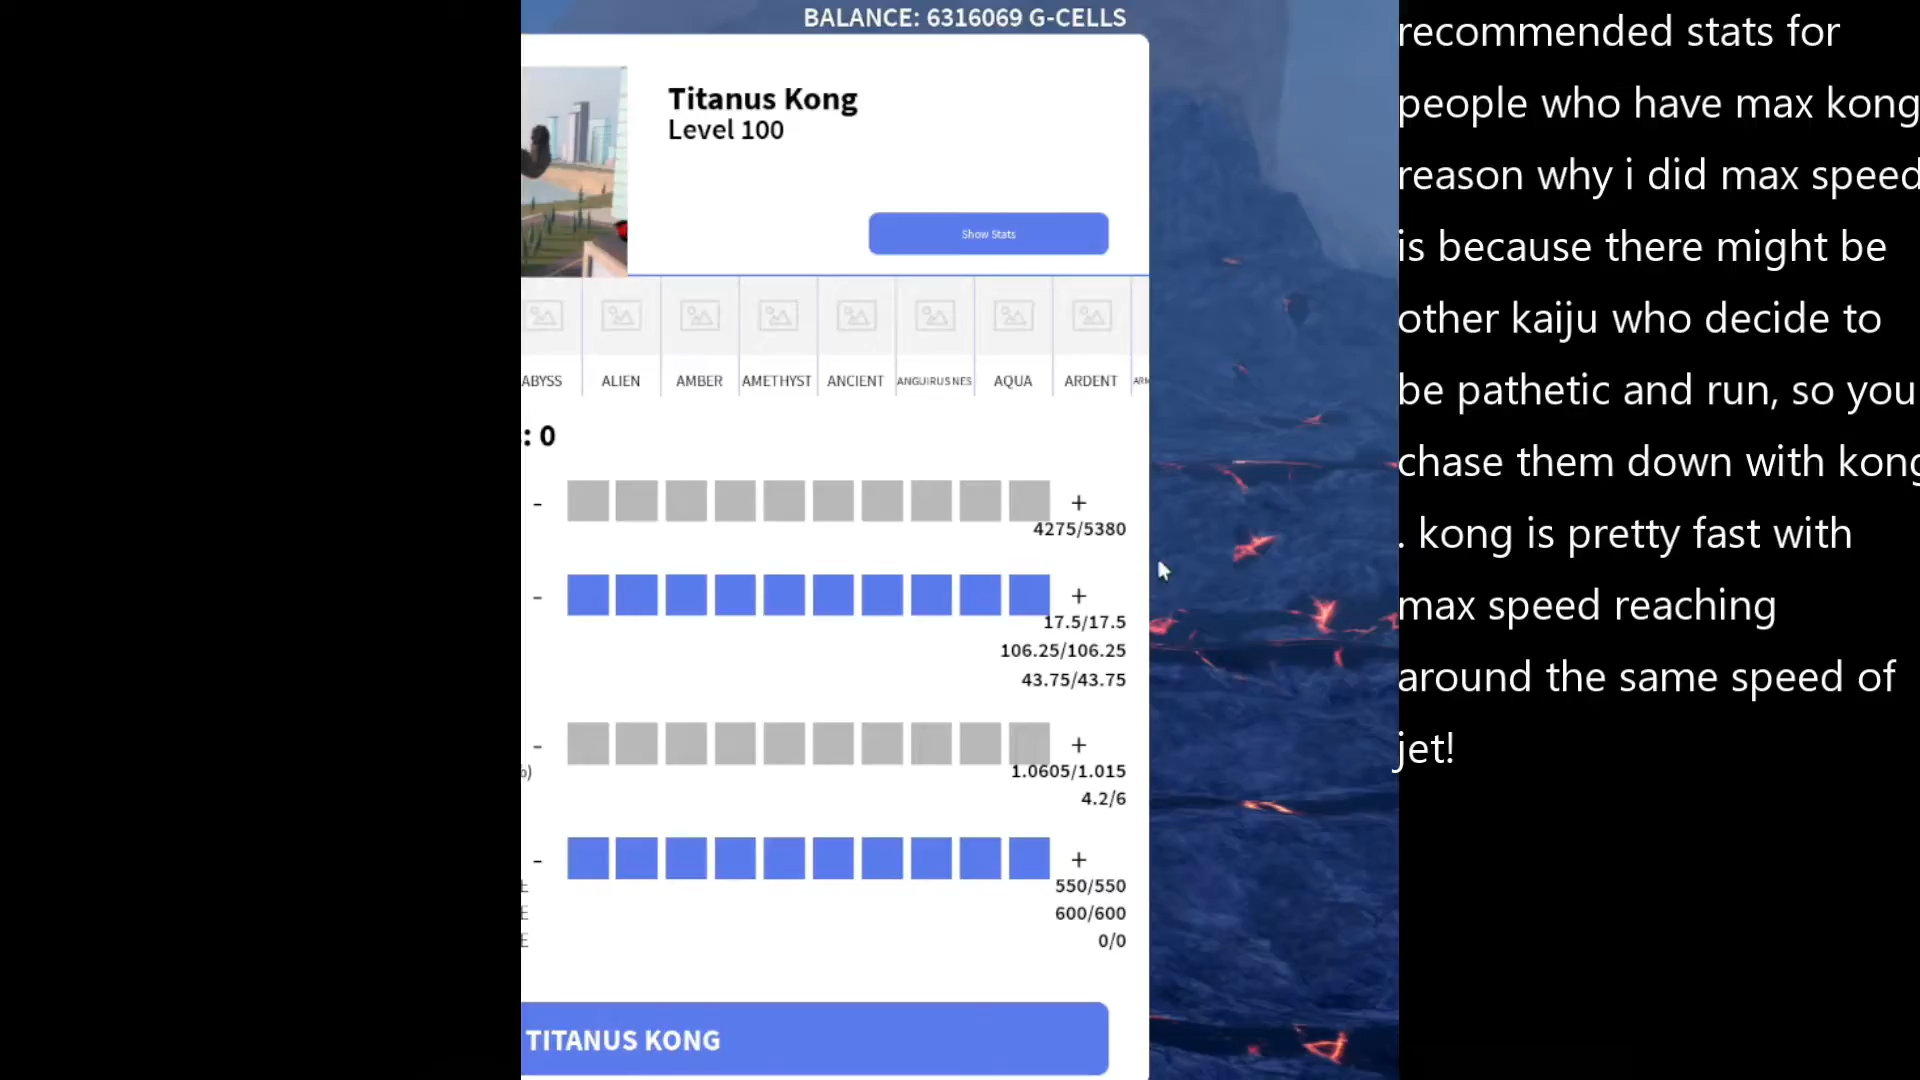 BALANCE: 6316069 G-CELLS
Titanus Kong
Level 100
Show Stats
ABYSS
ALIEN
AMBER
AMETHYST
ANCIENT
ANGUIRUS NES
AQUA
ARDENT
: 0
-
+
4275/5380
-
+
17.5/17.5
106.25/106.25
43.75/43.75
-
+
1.0605/1.015
4.2/6
-
+
550/550
600/600
0/0
TITANUS KONG
recommended stats for
people who have max kong
reason why i did max speed
is because there might be
other kaiju who decide to
be pathetic and run, so you
chase them down with kong
. kong is pretty fast with
max speed reaching
around the same speed of
jet!